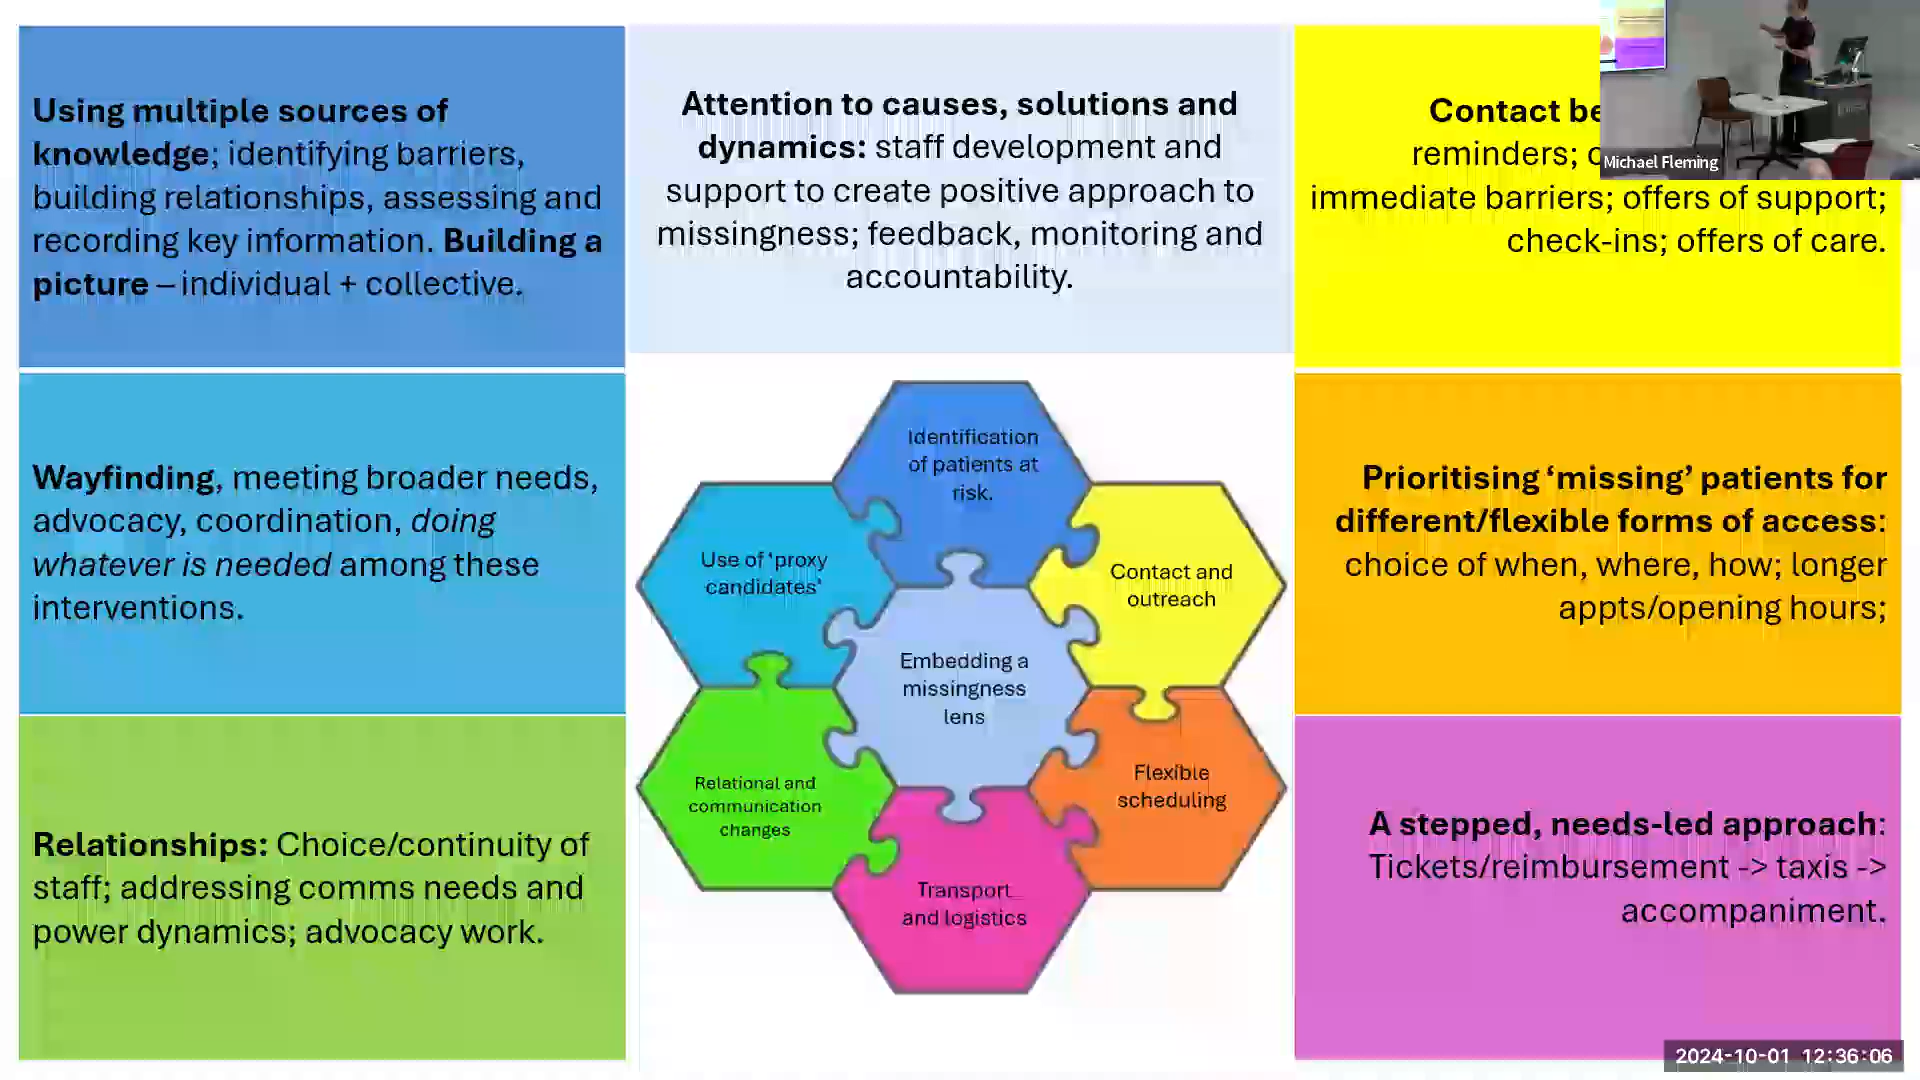 Using multiple sources of
knowledge; identifying barriers,
building relationships, assessing and
recording key information. Building a
picture – individual + collective.
Attention to causes, solutions and
dynamics: staff development and
support to create positive approach to
missingness; feedback, monitoring and
accountability.
Contact
reminders;
immediate barriers; offers of support;
check-ins; offers of care.
Michael Fleming
Wayfinding, meeting broader needs,
advocacy, coordination, doing
whatever is needed among these
interventions.
Identification
of patients at
risk.
Use of ‘proxy
candidates’
Contact and
outreach
Embedding a
missingness
lens
Relational and
communication
changes
Flexible
scheduling
Transport
and logistics
Prioritising ‘missing’ patients for
different/flexible forms of access:
choice of when, where, how; longer
appts/opening hours;
Relationships: Choice/continuity of
staff; addressing comms needs and
power dynamics; advocacy work.
A stepped, needs-led approach:
Tickets/reimbursement -> taxis ->
accompaniment.
2024-10-01 12:36:06